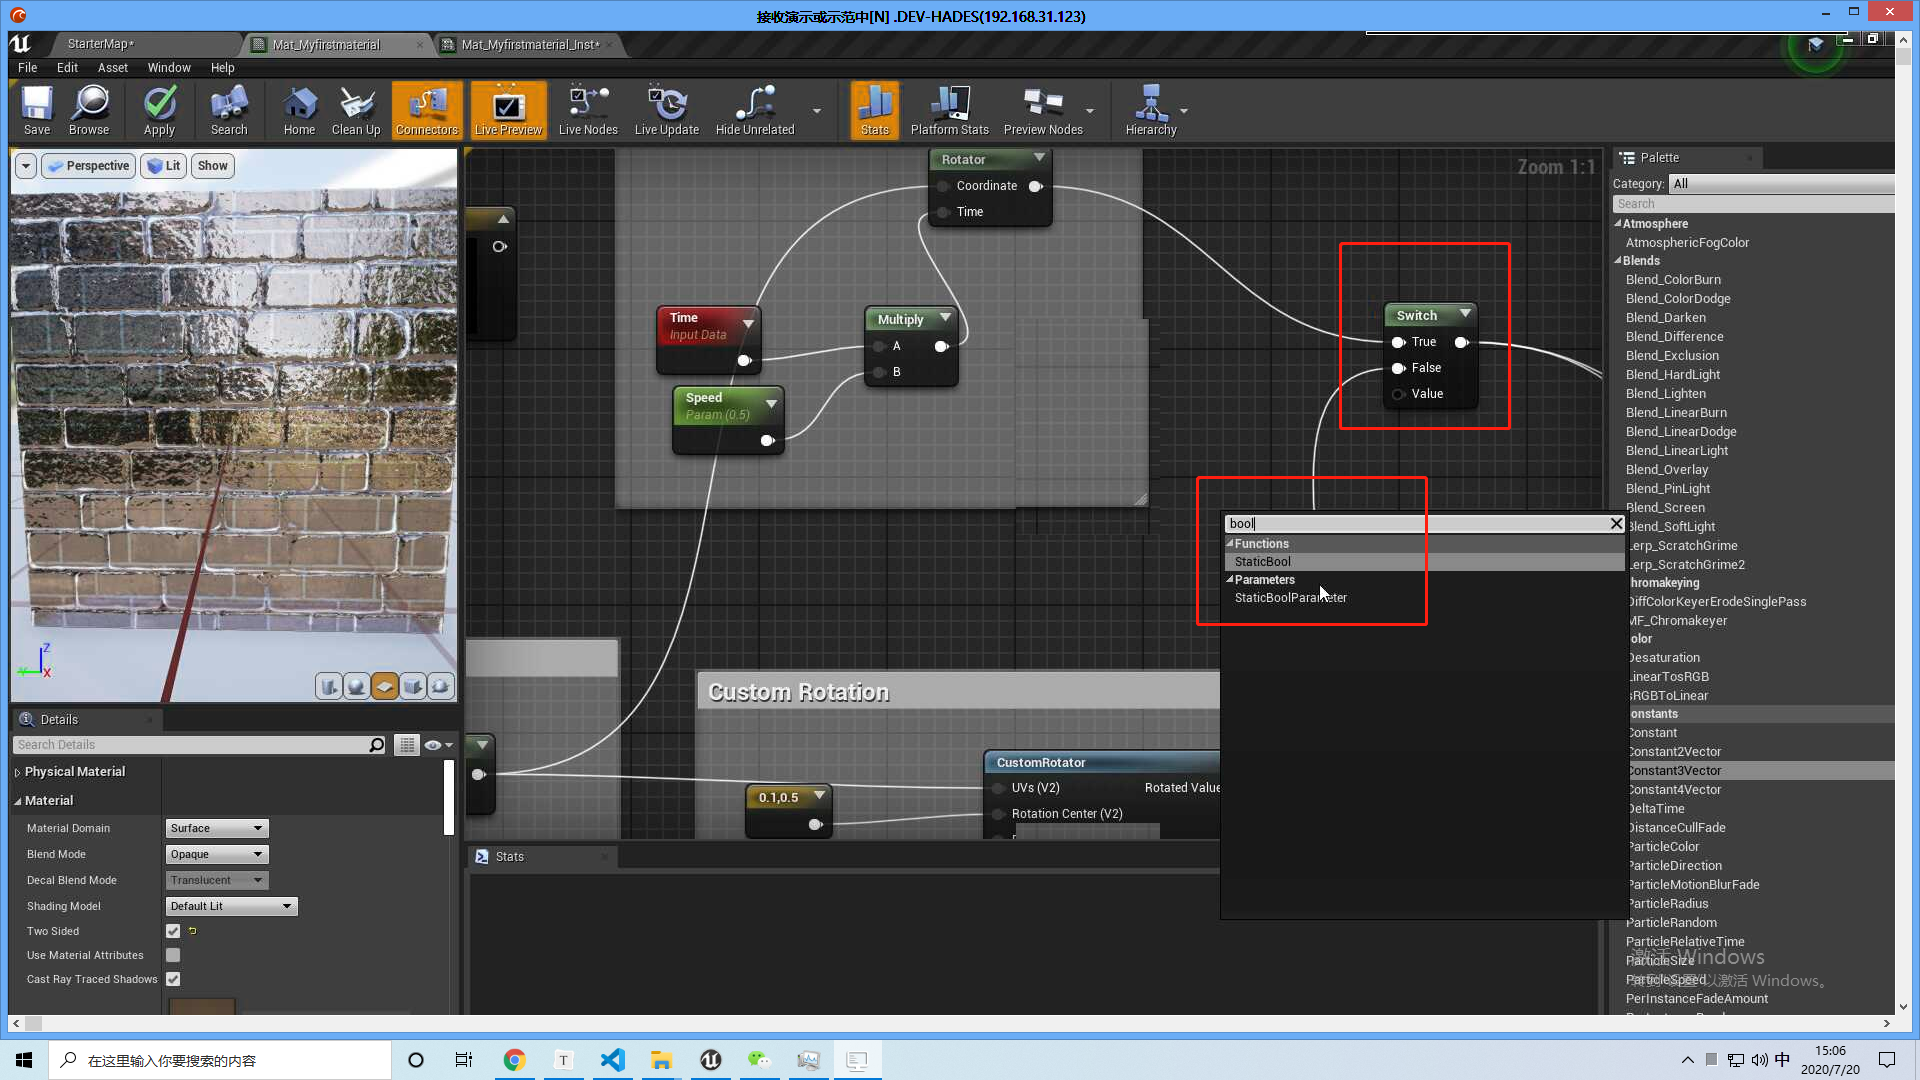 接收演示或示范中[N] .DEV-HADES(192.168.31.123)
StarterMap*
Mat_Myfirstmaterial
Mat_Myfirstmaterial_Inst*
File Edit Asset Window Help
Save Browse Apply Search Home Clean Up Connectors Live Preview Live Nodes Live Update Hide Unrelated Stats Platform Stats Preview Nodes Hierarchy
Perspective Lit Show
Zoom 1:1
Rotator
Coordinate
Time
Time
Input Data
Multiply
A
B
Speed
Param (0.5)
Switch
True
False
Value
bool
Functions
StaticBool
Parameters
StaticBoolParameter
Custom Rotation
CustomRotator
UVs (V2) Rotated Value
Rotation Center (V2)
0.1,0.5
Z
X
Details
Search Details
Physical Material
Material
Material Domain Surface
Blend Mode Opaque
Decal Blend Mode Translucent
Shading Model Default Lit
Two Sided
Use Material Attributes
Cast Ray Traced Shadows
Stats
Palette
Category: All
Search
Atmosphere
AtmosphericFogColor
Blends
Blend_ColorBurn
Blend_ColorDodge
Blend_Darken
Blend_Difference
Blend_Exclusion
Blend_HardLight
Blend_Lighten
Blend_LinearBurn
Blend_LinearDodge
Blend_LinearLight
Blend_Overlay
Blend_PinLight
Blend_Screen
Blend_SoftLight
Lerp_ScratchGrime
Lerp_ScratchGrime2
Chromakeying
DiffColorKeyerErodeSinglePass
MF_Chromakeyer
Color
Desaturation
LinearTosRGB
sRGBToLinear
Constants
Constant
Constant2Vector
Constant3Vector
Constant4Vector
DeltaTime
DistanceCullFade
ParticleColor
ParticleDirection
ParticleMotionBlurFade
ParticleRadius
ParticleRandom
ParticleRelativeTime
ParticleSize
ParticleSpeed
PerInstanceFadeAmount
激活 Windows
转到"设置"以激活 Windows。
在这里输入你要搜索的内容
中
15:06
2020/7/20